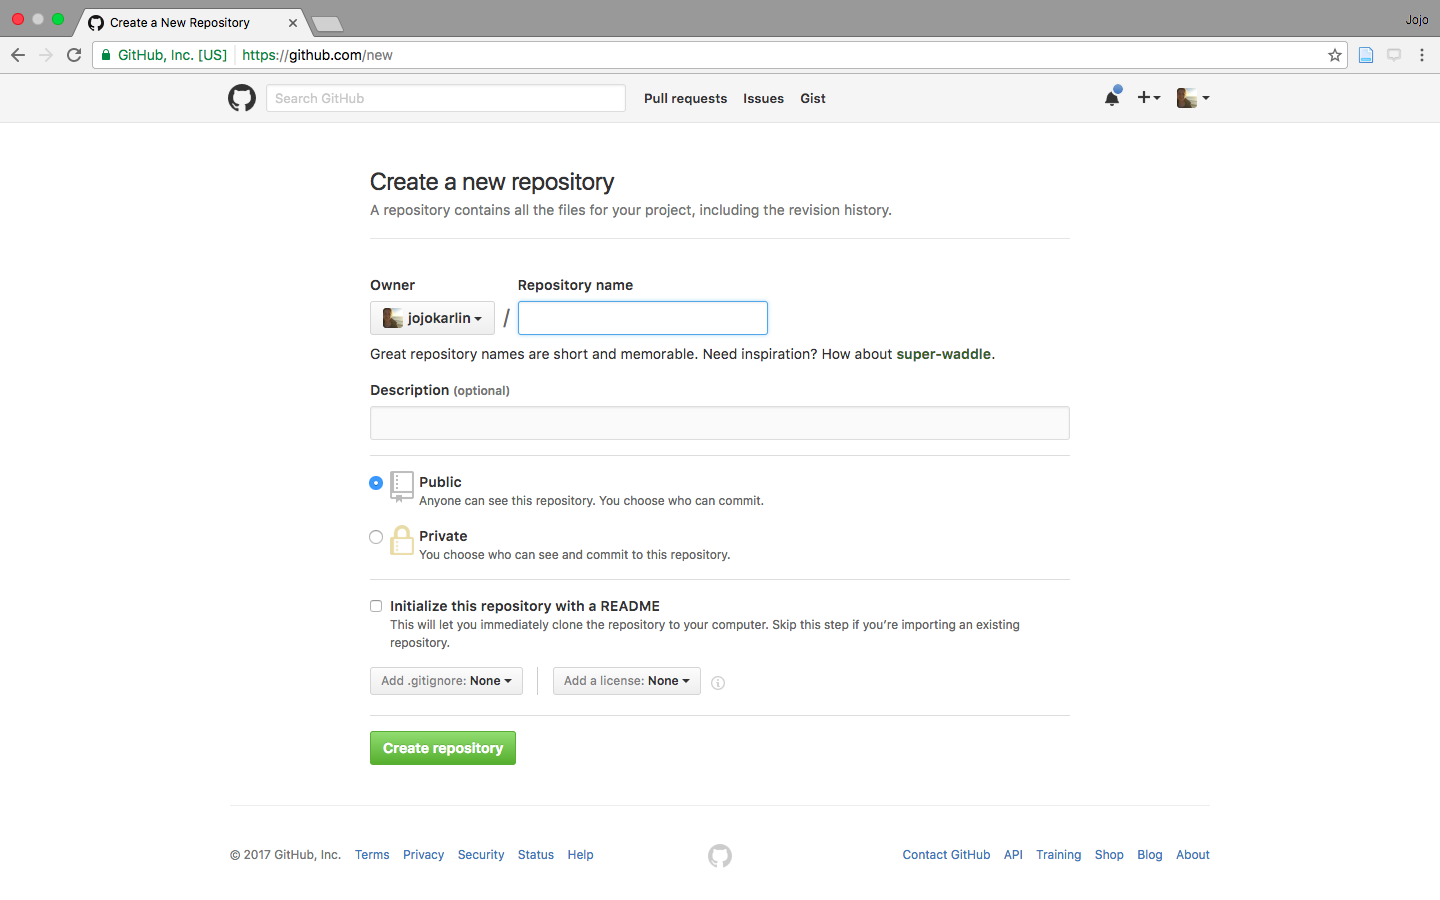 Create a New Repository
Jojo
GitHub, Inc. [US]
https://github.com/new
Search GitHub
Pull requests
Issues
Gist
Create a new repository
A repository contains all the files for your project, including the revision history.
Owner
Repository name
jojokarlin
/
Great repository names are short and memorable. Need inspiration? How about super-waddle.
Description (optional)
Public
Anyone can see this repository. You choose who can commit.
Private
You choose who can see and commit to this repository.
Initialize this repository with a README
This will let you immediately clone the repository to your computer. Skip this step if you’re importing an existing
repository.
Add .gitignore: None
Add a license: None
Create repository
© 2017 GitHub, Inc.
Terms
Privacy
Security
Status
Help
Contact GitHub
API
Training
Shop
Blog
About